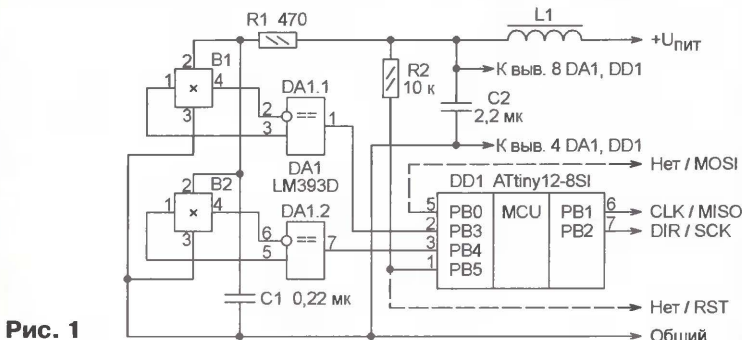 R1 470
L1
+Uпит
2
B1
1
×
4
3
DA1.1
2
==
1
3
R2
10 к
К выв. 8 DA1, DD1
C2
2,2 мк
К выв. 4 DA1, DD1
DA1
LM393D
Нет / MOSI
DD1 ATtiny12-8SI
2
B2
1
×
4
3
DA1.2
6
==
7
5
5
PB0
MCU
PB1
6
CLK / MISO
2
PB3
PB2
7
DIR / SCK
3
PB4
1
PB5
C1 0,22 мк
Нет / RST
Общий
Рис. 1